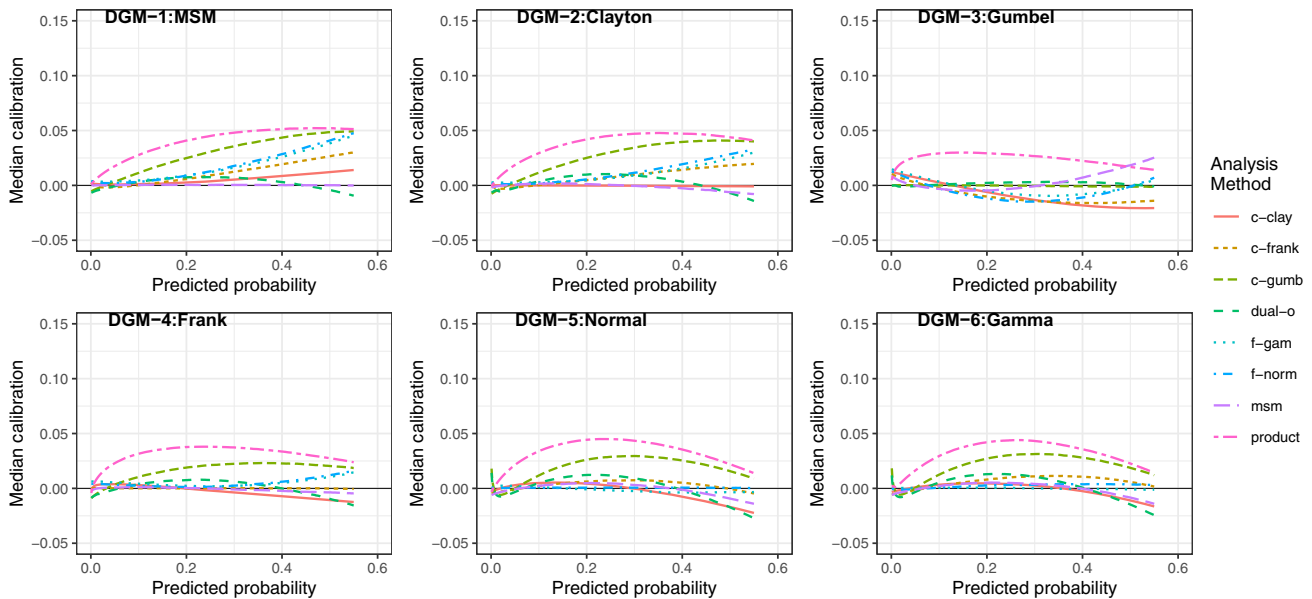 DGM−1:MSM
DGM−2:Clayton
DGM−3:Gumbel
0.15
0.10
0.05
0.00
−0.05
Median calibration
0.0 0.2 0.4 0.6
Predicted probability
0.15
0.10
0.05
0.00
−0.05
Median calibration
0.0 0.2 0.4 0.6
Predicted probability
0.15
0.10
0.05
0.00
−0.05
Median calibration
0.0 0.2 0.4 0.6
Predicted probability
DGM−4:Frank
DGM−5:Normal
DGM−6:Gamma
0.15
0.10
0.05
0.00
−0.05
Median calibration
0.0 0.2 0.4 0.6
Predicted probability
0.15
0.10
0.05
0.00
−0.05
Median calibration
0.0 0.2 0.4 0.6
Predicted probability
0.15
0.10
0.05
0.00
−0.05
Median calibration
0.0 0.2 0.4 0.6
Predicted probability
Analysis
Method
c−clay
c−frank
c−gumb
dual−o
f−gam
f−norm
msm
product